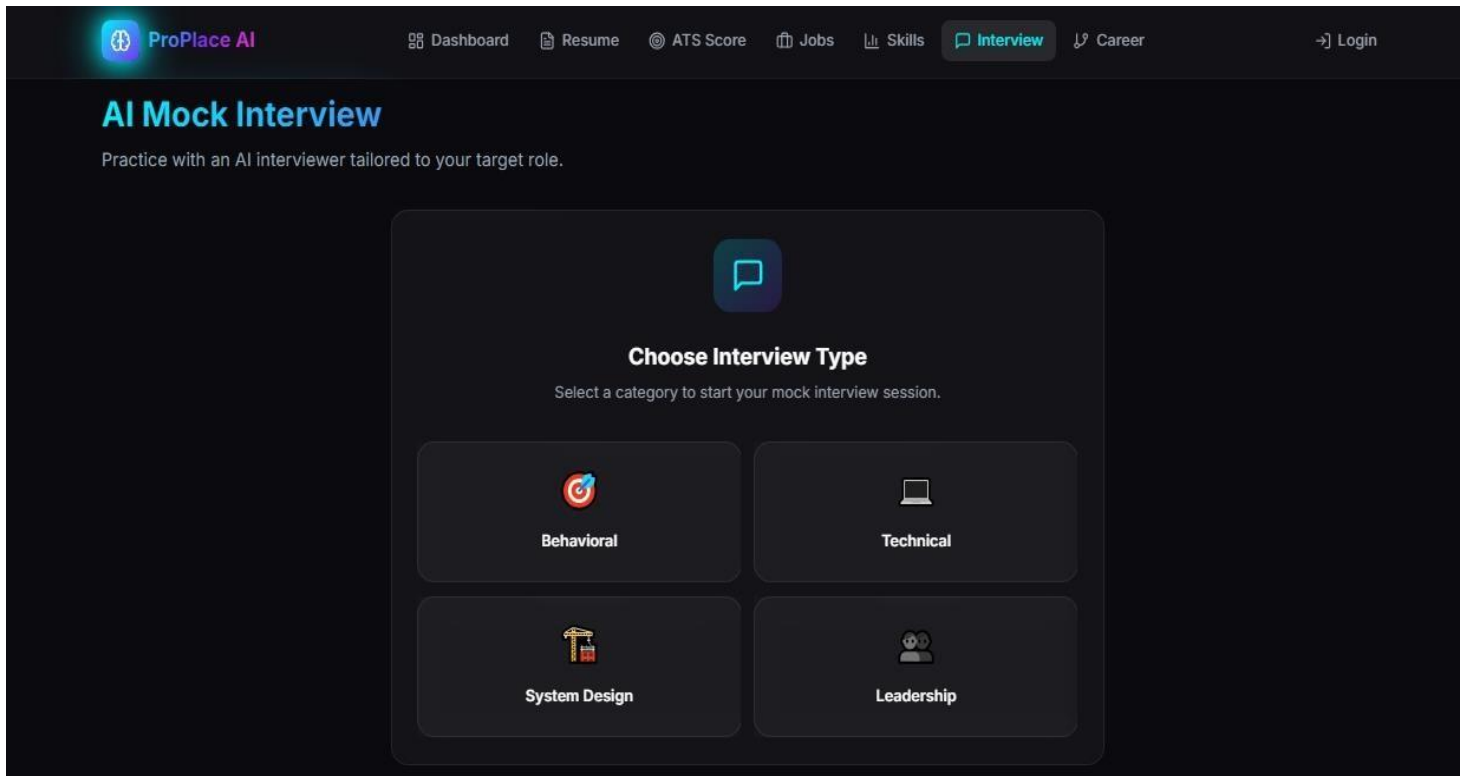 ProPlace AI Dashboard Resume ATS Score Jobs Skills Interview Career Login
AI Mock Interview
Practice with an AI interviewer tailored to your target role.
Choose Interview Type
Select a category to start your mock interview session.
Behavioral Technical
System Design Leadership